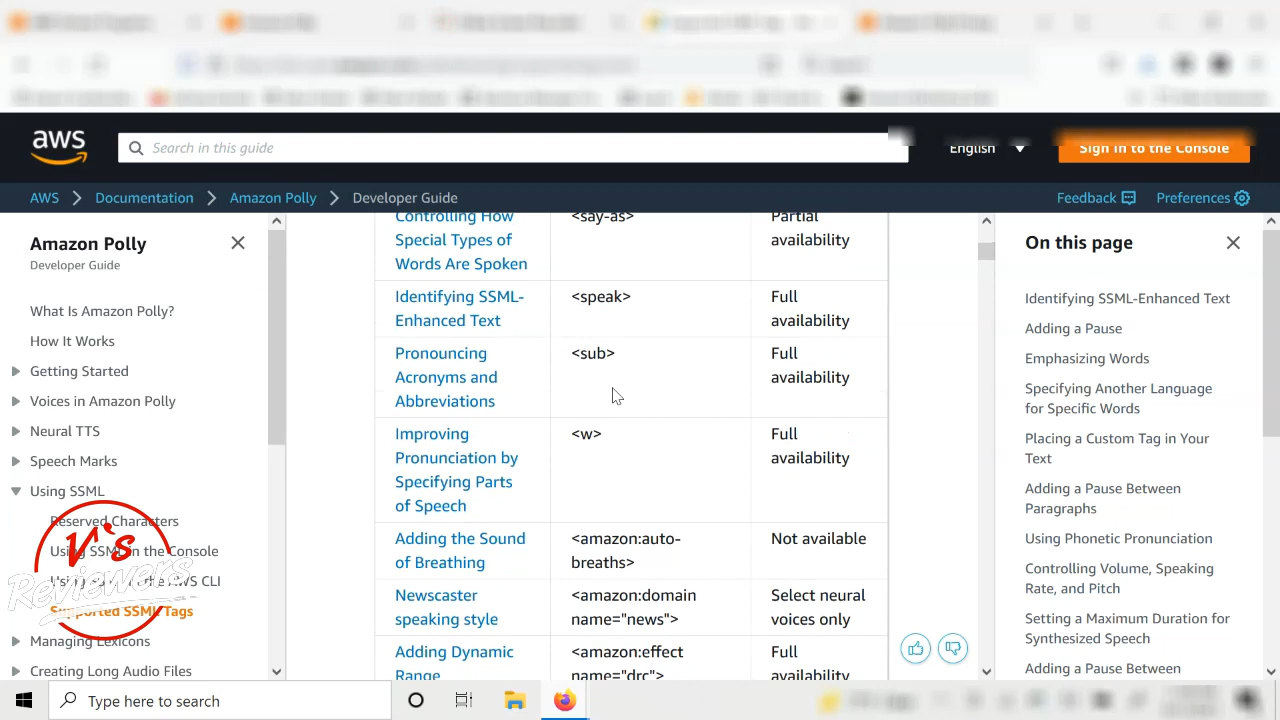 aws
Search in this guide
English
Sign in to the Console
AWS
Documentation
Amazon Polly
Developer Guide
Feedback
Preferences
Amazon Polly
Developer Guide
What Is Amazon Polly?
How It Works
Getting Started
Voices in Amazon Polly
Neural TTS
Speech Marks
Using SSML
Reserved Characters
Using SSML in the Console
the AWS CLI
Supported SSML Tags
Managing Lexicons
Creating Long Audio Files
V's
Reviewers
Controlling How
Special Types of
Words Are Spoken
<say-as>
Partial
availability
Identifying SSML-
Enhanced Text
<speak>
Full
availability
Pronouncing
Acronyms and
Abbreviations
<sub>
Full
availability
Improving
Pronunciation by
Specifying Parts
of Speech
<w>
Full
availability
Adding the Sound
of Breathing
<amazon:auto-
breaths>
Not available
Newscaster
speaking style
<amazon:domain
name="news">
Select neural
voices only
Adding Dynamic
Range
<amazon:effect
name="drc">
Full
availability
On this page
Identifying SSML-Enhanced Text
Adding a Pause
Emphasizing Words
Specifying Another Language
for Specific Words
Placing a Custom Tag in Your
Text
Adding a Pause Between
Paragraphs
Using Phonetic Pronunciation
Controlling Volume, Speaking
Rate, and Pitch
Setting a Maximum Duration for
Synthesized Speech
Adding a Pause Between
Type here to search